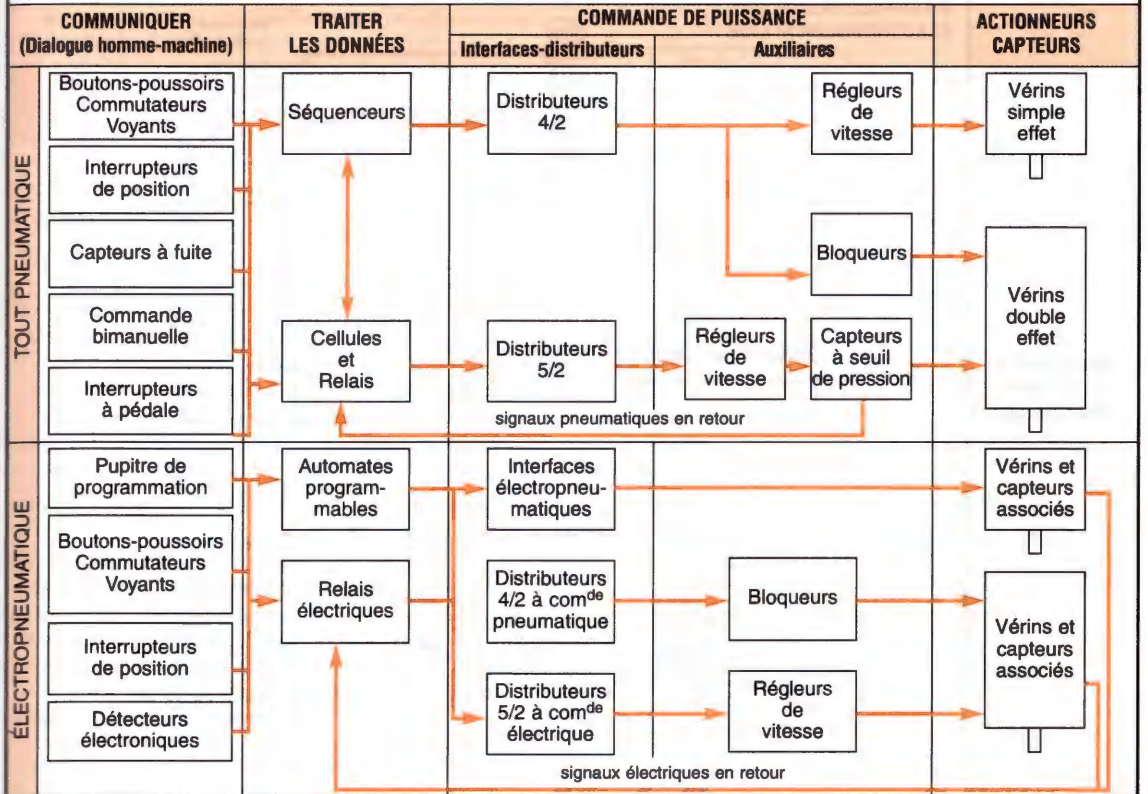 COMMUNIQUER
(Dialogue homme-machine)
TRAITER
LES DONNÉES
COMMANDE DE PUISSANCE
Interfaces-distributeurs
Auxiliaires
ACTIONNEURS
CAPTEURS
TOUT PNEUMATIQUE
Boutons-poussoirs
Commutateurs
Voyants
Interrupteurs
de position
Capteurs à fuite
Commande
bimanuelle
Interrupteurs
à pédale
Séquenceurs
Cellules
et
Relais
Distributeurs
4/2
Distributeurs
5/2
Régleurs
de
vitesse
Bloqueurs
Régleurs
de
vitesse
Capteurs
à seuil
de pression
signaux pneumatiques en retour
Vérins
simple
effet
Vérins
double
effet
ÉLECTROPNEUMATIQUE
Pupitre de
programmation
Boutons-poussoirs
Commutateurs
Voyants
Interrupteurs
de position
Détecteurs
électroniques
Automates
program-
mables
Relais
électriques
Interfaces
électropneu-
matiques
Distributeurs
4/2 à comde
pneumatique
Distributeurs
5/2 à comde
électrique
Bloqueurs
Régleurs
de
vitesse
signaux électriques en retour
Vérins et
capteurs
associés
Vérins et
capteurs
associés